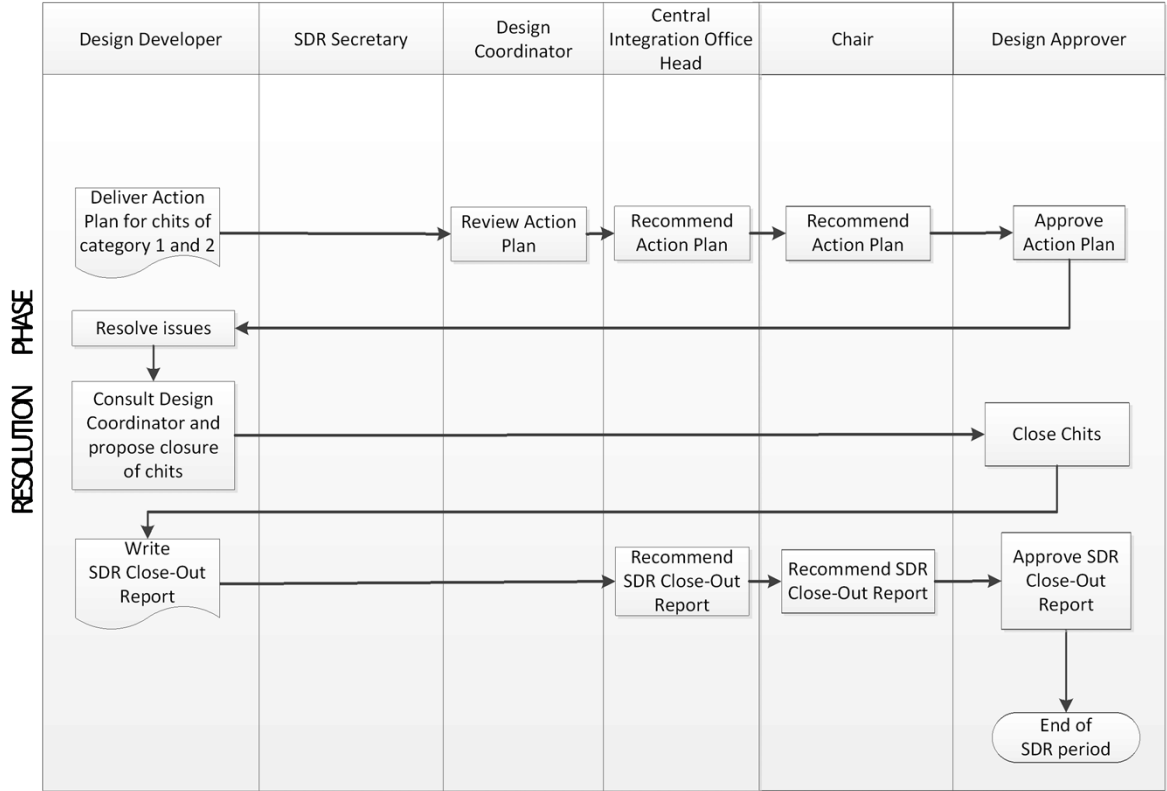 Design Developer
SDR Secretary
Design
Coordinator
Central
Integration Office
Head
Chair
Design Approver
RESOLUTION PHASE
Deliver Action
Plan for chits of
category 1 and 2
Review Action
Plan
Recommend
Action Plan
Recommend
Action Plan
Approve
Action Plan
Resolve issues
Consult Design
Coordinator and
propose closure
of chits
Close Chits
Write
SDR Close-Out
Report
Recommend
SDR Close-Out
Report
Recommend SDR
Close-Out Report
Approve SDR
Close-Out
Report
End of
SDR period